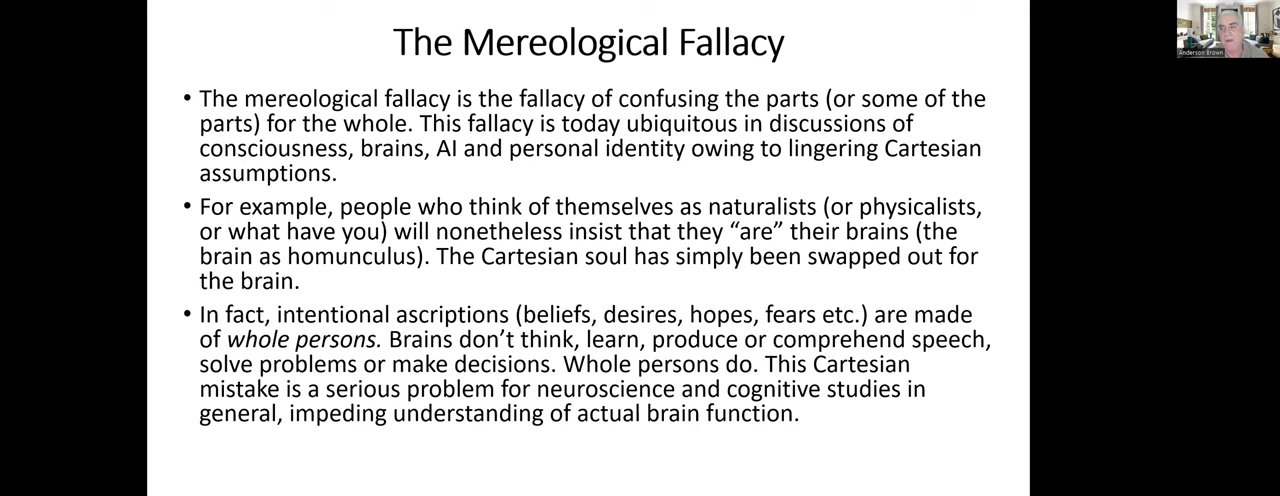 The Mereological Fallacy
• The mereological fallacy is the fallacy of confusing the parts (or some of the
parts) for the whole. This fallacy is today ubiquitous in discussions of
consciousness, brains, AI and personal identity owing to lingering Cartesian
assumptions.
• For example, people who think of themselves as naturalists (or physicalists,
or what have you) will nonetheless insist that they “are” their brains (the
brain as homunculus). The Cartesian soul has simply been swapped out for
the brain.
• In fact, intentional ascriptions (beliefs, desires, hopes, fears etc.) are made
of whole persons. Brains don’t think, learn, produce or comprehend speech,
solve problems or make decisions. Whole persons do. This Cartesian
mistake is a serious problem for neuroscience and cognitive studies in
general, impeding understanding of actual brain function.
Anderson Brown